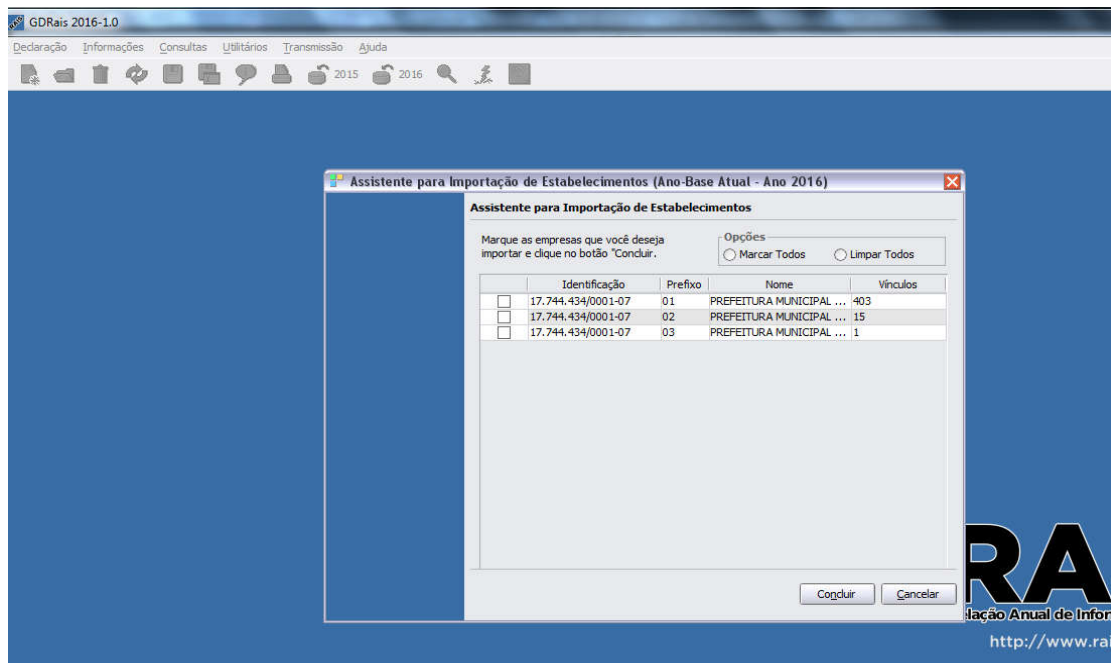 GDRais 2016-1.0
Declaração Informações Consultas Utilitários Transmissão Ajuda
2015 2016
Assistente para Importação de Estabelecimentos (Ano-Base Atual - Ano 2016)
Assistente para Importação de Estabelecimentos
Marque as empresas que você deseja
importar e clique no botão "Concluir.
Opções
Marcar Todos Limpar Todos
Identificação Prefixo Nome Vínculos
17.744.434/0001-07 01 PREFEITURA MUNICIPAL ... 403
17.744.434/0001-07 02 PREFEITURA MUNICIPAL ... 15
17.744.434/0001-07 03 PREFEITURA MUNICIPAL ... 1
Concluir Cancelar
RA
lação Anual de Infor
http://www.rai